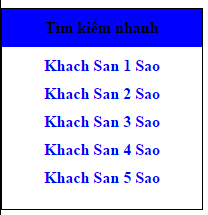 Tìm kiếm nhanh
Khach San 1 Sao
Khach San 2 Sao
Khach San 3 Sao
Khach San 4 Sao
Khach San 5 Sao